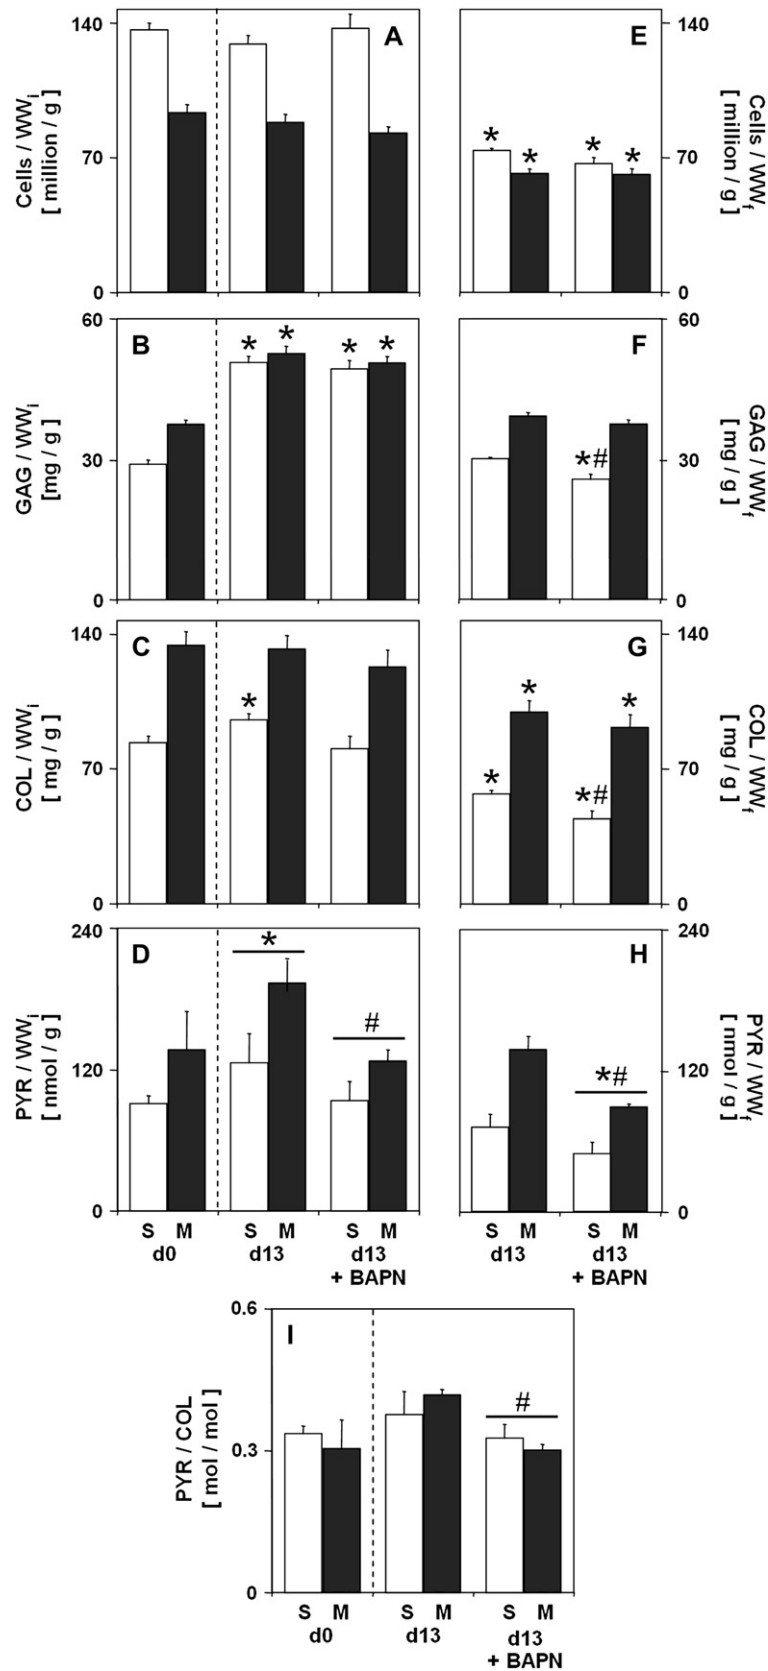 A
140
70
0
Cells / WWi
[ million / g ]
E
* * * *
140
70
0
Cells / WWf
[ million / g ]
B
60
30
0
GAG / WWi
[mg / g ]
* * * *
F
*#
60
30
0
GAG / WWf
[ mg / g ]
C
140
70
0
COL / WWi
[ mg / g ]
*
G
* * *# *
140
70
0
COL / WWf
[ mg / g ]
D
240
120
0
PYR / WWi
[ nmol / g ]
*
#
S M S M S M
d0 d13 d13
+ BAPN
H
*#
240
120
0
PYR / WWf
[ nmol / g ]
S M S M
d13 d13
+ BAPN
I
0.6
0.3
0
PYR / COL
[ mol / mol ]
#
S M S M S M
d0 d13 d13
+ BAPN